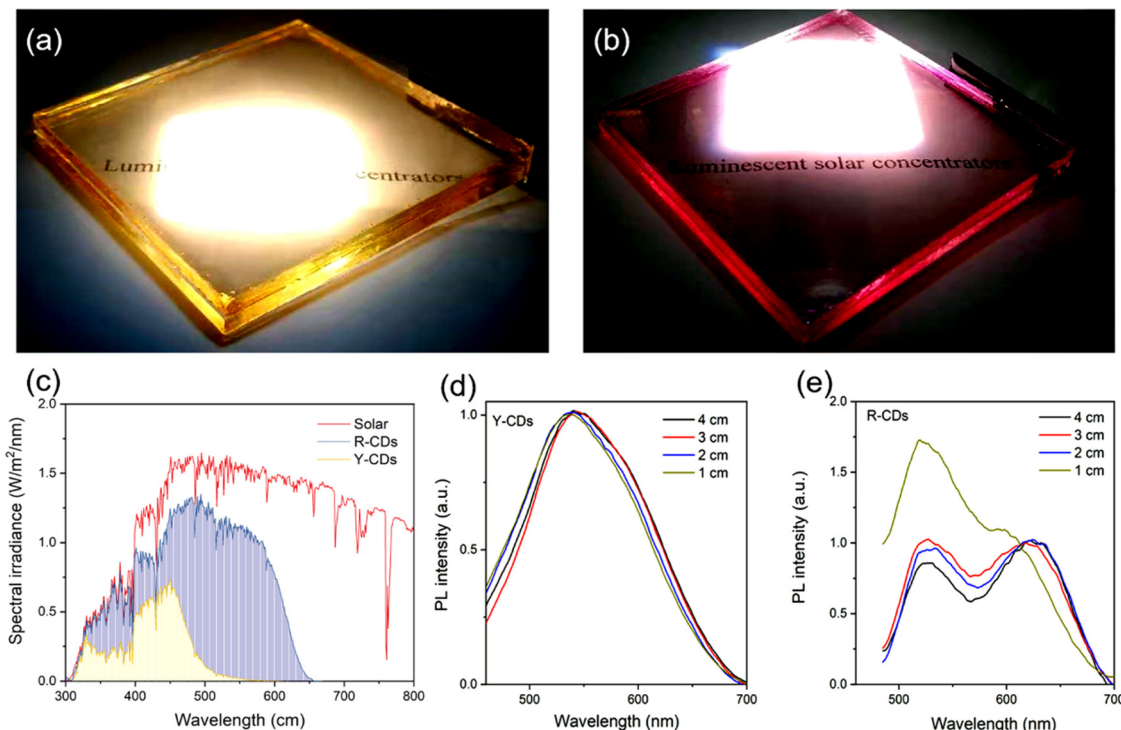 (a)
Lumi centrators
(b)
uminescent solar concentrators
(c)
Spectral irradiance (W/m²/nm)
2.0
1.5
1.0
0.5
0.0
Solar
R-CDs
Y-CDs
300 400 500 600 700 800
Wavelength (cm)
(d)
PL intensity (a.u.)
1.0
0.5
0.0
Y-CDs
4 cm
3 cm
2 cm
1 cm
500 600 700
Wavelength (nm)
(e)
PL intensity (a.u.)
2.0
1.5
1.0
0.5
0.0
R-CDs
4 cm
3 cm
2 cm
1 cm
500 600 700
Wavelength (nm)